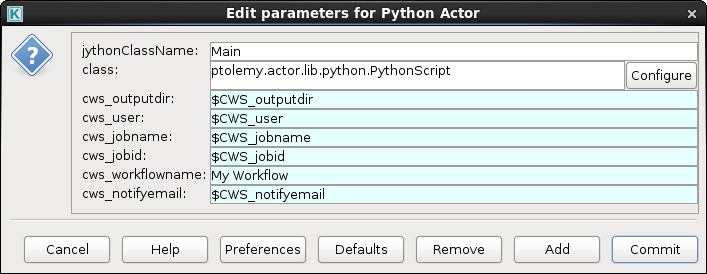 K
Edit parameters for Python Actor
?
jythonClassName: Main
class: ptolemy.actor.lib.python.PythonScript Configure
cws_outputdir: $CWS_outputdir
cws_user: $CWS_user
cws_jobname: $CWS_jobname
cws_jobid: $CWS_jobid
cws_workflowname: My Workflow
cws_notifyemail: $CWS_notifyemail
Cancel Help Preferences Defaults Remove Add Commit